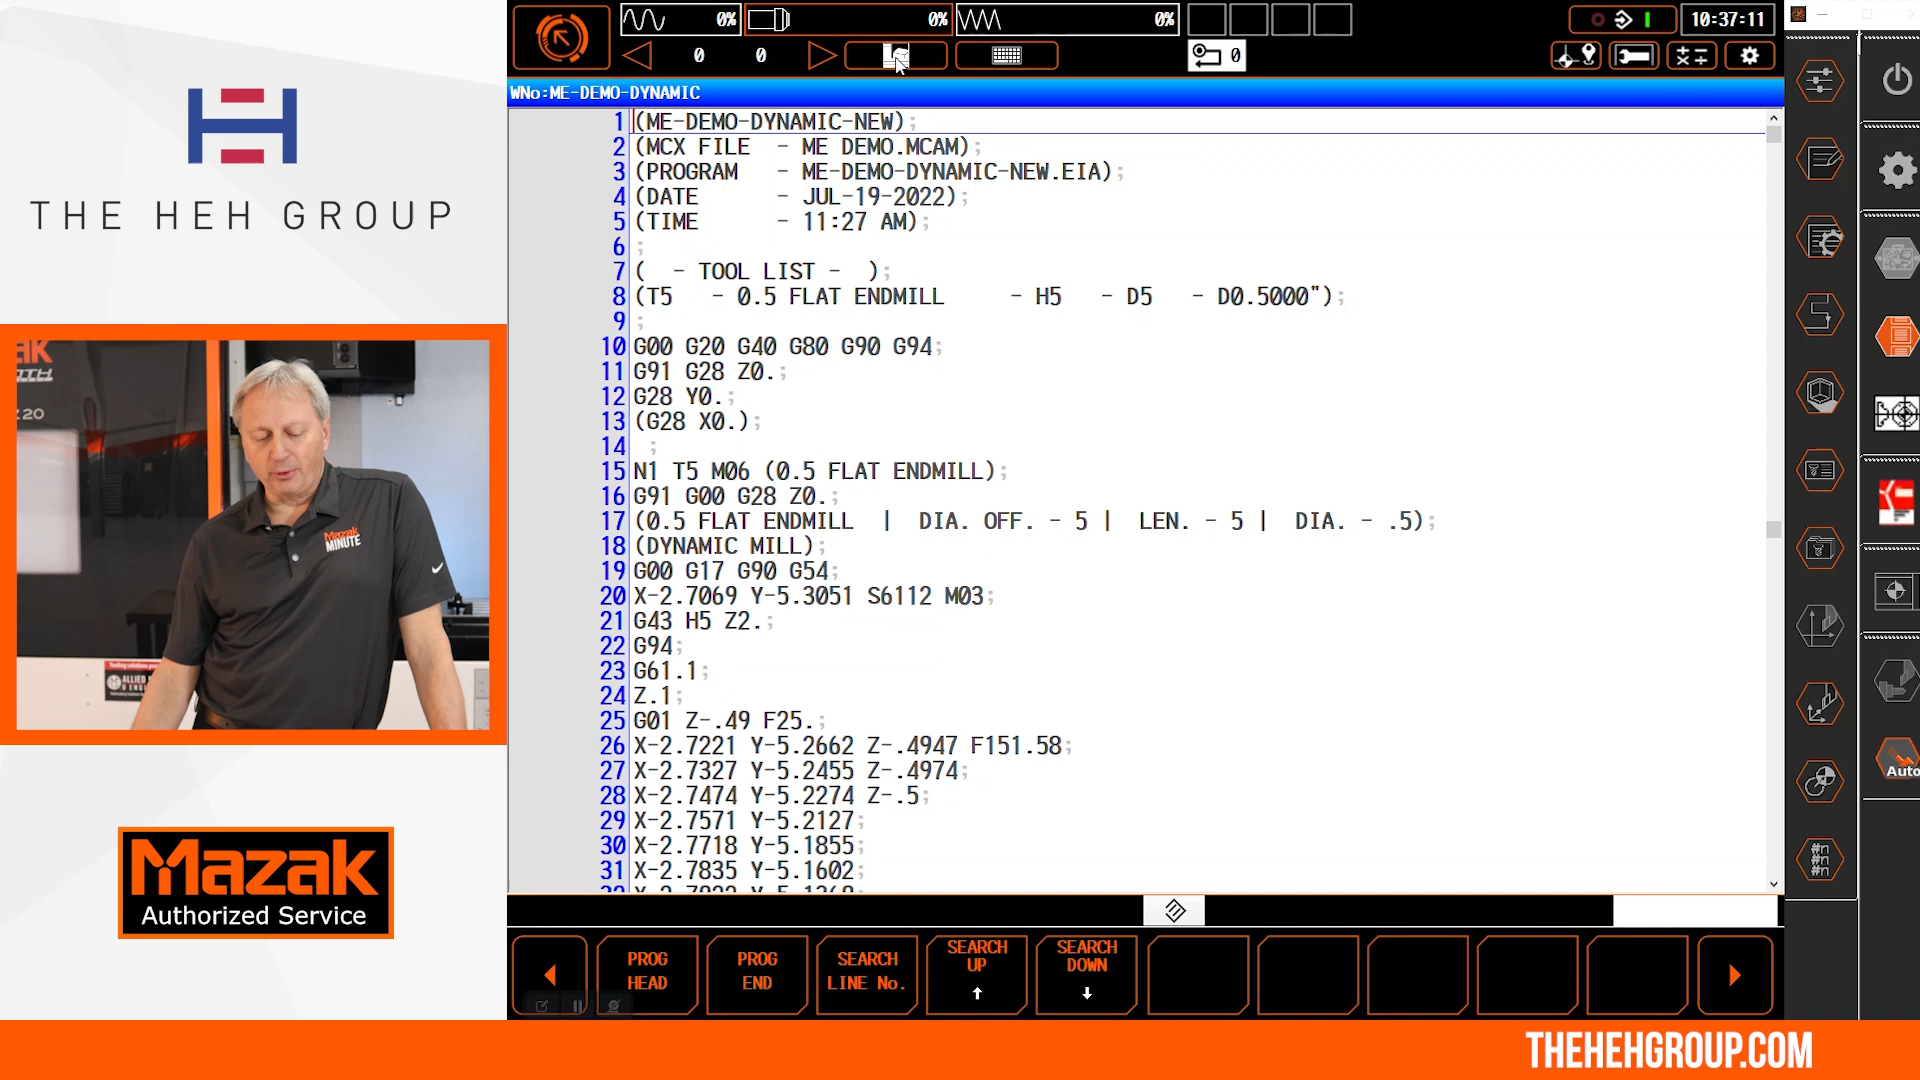 THE HEH GROUP
Mazak
MINUTE
Mazak
Authorized Service
0%
0%
0%
10:37:11
0
0
0
WNo:ME-DEMO-DYNAMIC
1 (ME-DEMO-DYNAMIC-NEW);
2 (MCX FILE - ME DEMO.MCAM);
3 (PROGRAM - ME-DEMO-DYNAMIC-NEW.EIA);
4 (DATE - JUL-19-2022);
5 (TIME - 11:27 AM);
6 ;
7 ( - TOOL LIST - );
8 (T5 - 0.5 FLAT ENDMILL - H5 - D5 - D0.5000");
9 ;
10 G00 G20 G40 G80 G90 G94;
11 G91 G28 Z0.;
12 G28 Y0.;
13 (G28 X0.);
14 ;
15 N1 T5 M06 (0.5 FLAT ENDMILL);
16 G91 G00 G28 Z0.;
17 (0.5 FLAT ENDMILL | DIA. OFF. - 5 | LEN. - 5 | DIA. - .5);
18 (DYNAMIC MILL);
19 G00 G17 G90 G54;
20 X-2.7069 Y-5.3051 S6112 M03;
21 G43 H5 Z2.;
22 G94;
23 G61.1;
24 Z.1;
25 G01 Z-.49 F25.;
26 X-2.7221 Y-5.2662 Z-.4947 F151.58;
27 X-2.7327 Y-5.2455 Z-.4974;
28 X-2.7474 Y-5.2274 Z-.5;
29 X-2.7571 Y-5.2127;
30 X-2.7718 Y-5.1855;
31 X-2.7835 Y-5.1602;
PROG HEAD
PROG END
SEARCH LINE No.
SEARCH UP
SEARCH DOWN
Auto
#n
#n #n
#n #n
THEHEHGROUP.COM